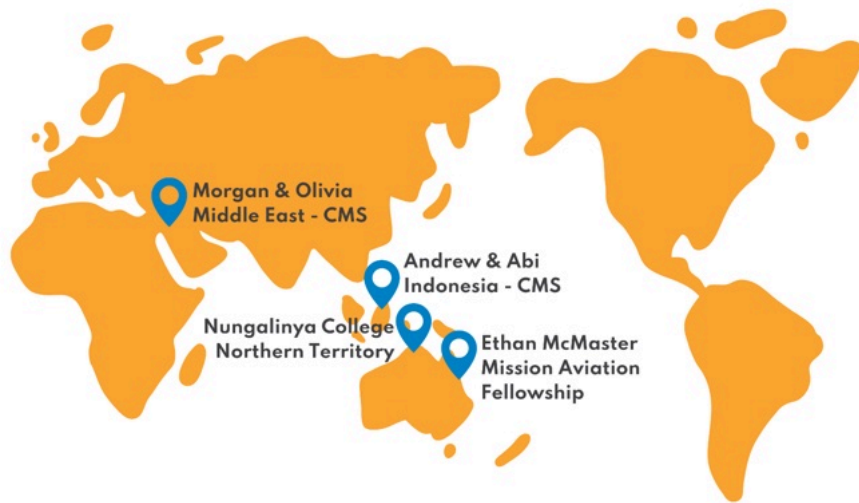 Morgan & Olivia
Middle East - CMS
Andrew & Abi
Indonesia - CMS
Nungalinya College
Northern Territory
Ethan McMaster
Mission Aviation
Fellowship